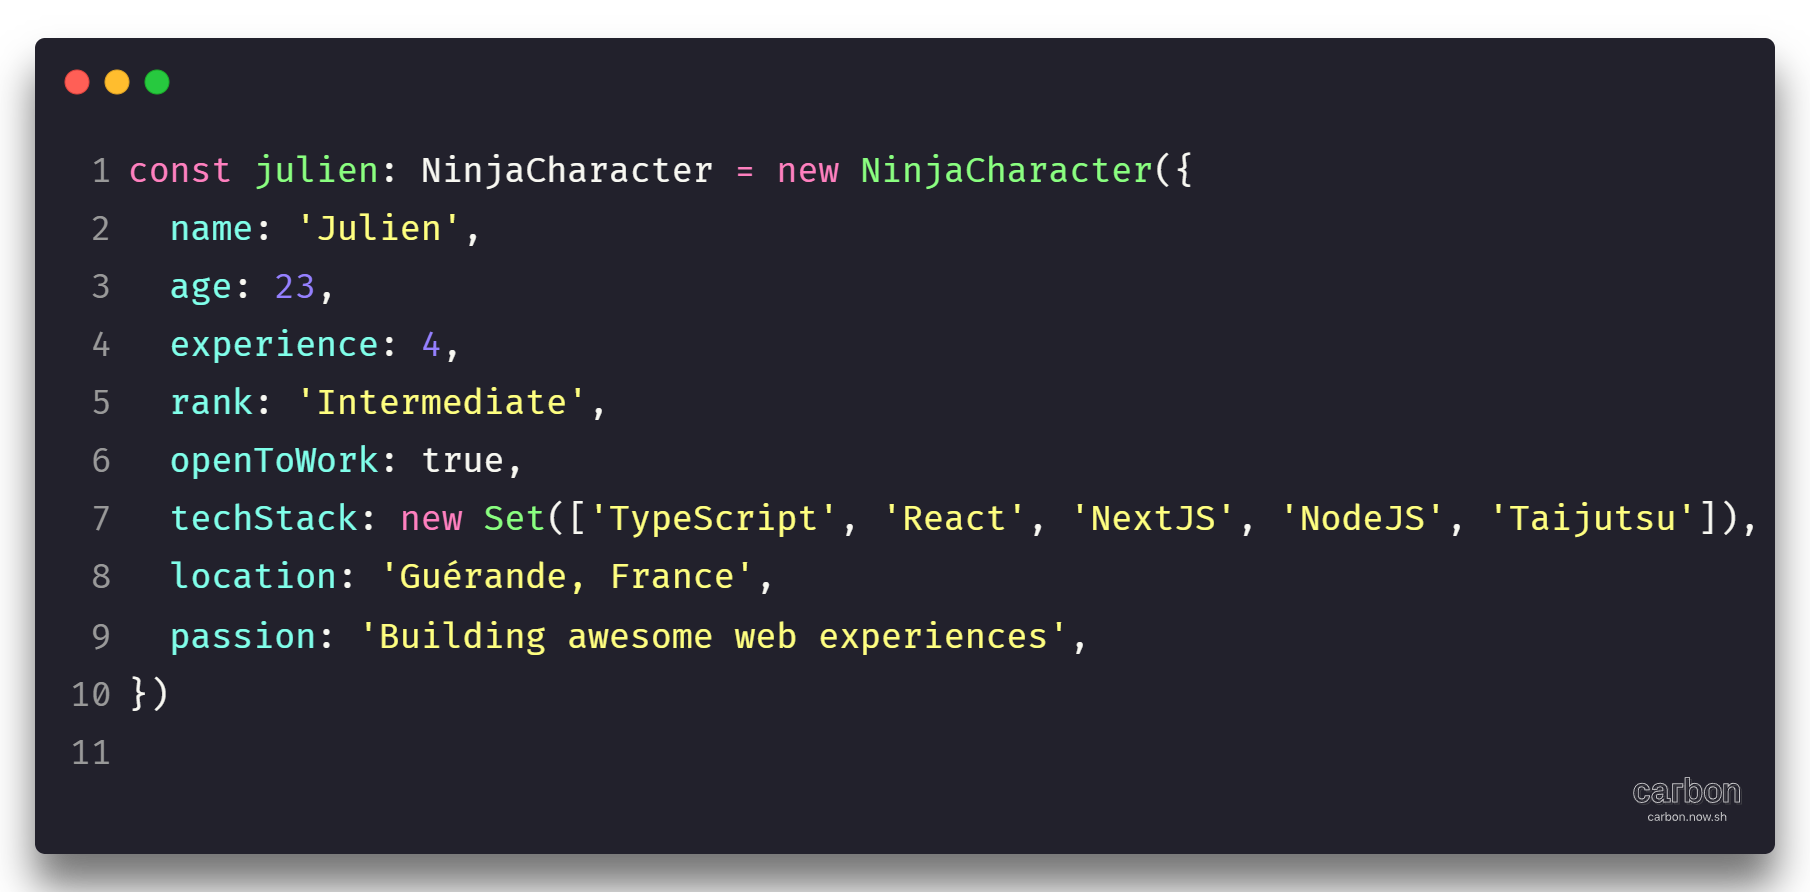 1 const julien: NinjaCharacter = new NinjaCharacter({
2   name: 'Julien',
3   age: 23,
4   experience: 4,
5   rank: 'Intermediate',
6   openToWork: true,
7   techStack: new Set(['TypeScript', 'React', 'NextJS', 'NodeJS', 'Taijutsu']),
8   location: 'Guérande, France',
9   passion: 'Building awesome web experiences',
10 })
11
carbon
carbon.now.sh